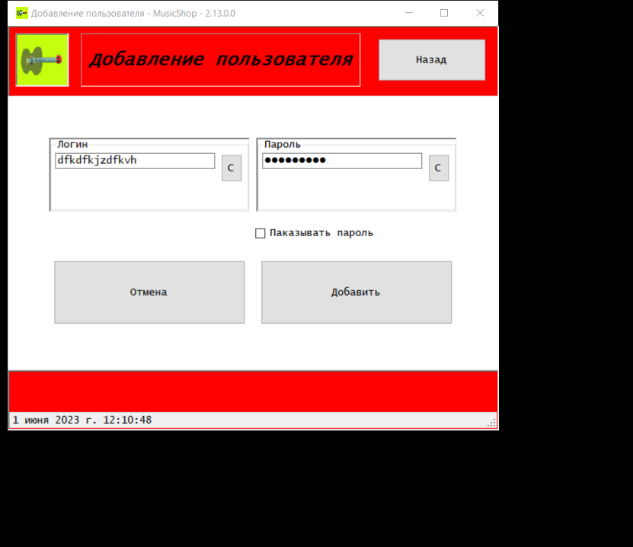 Добавление пользователя - MusicShop - 2.13.0.0
Добавление пользователя
Назад
Логин
Пароль
dfkdfkjzdfkvh
С
●●●●●●●●●
С
Паказывать пароль
Отмена
Добавить
1 июня 2023 г. 12:10:48